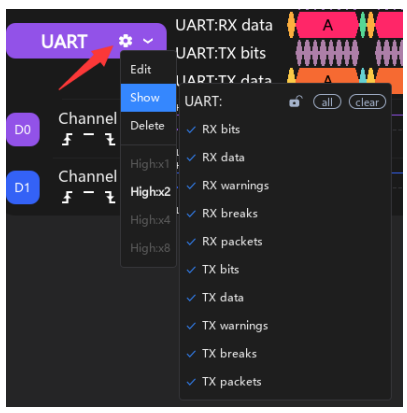 UART
UART:RX data
A
UART:TX bits
UART:TX data
A
Edit
Show
Delete
High:x1
High:x2
High:x4
High:x8
UART:
all
clear
RX bits
RX data
RX warnings
RX breaks
RX packets
TX bits
TX data
TX warnings
TX breaks
TX packets
D0
Channel
D1
Channel